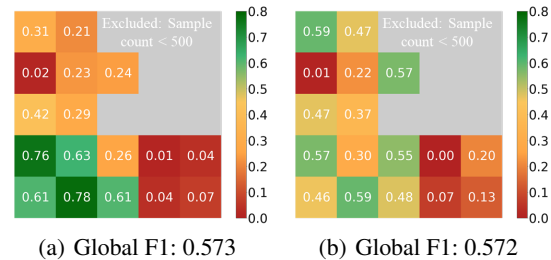 0.31 0.21 Excluded: Sample count < 500
0.02 0.23 0.24
0.42 0.29
0.76 0.63 0.26 0.01 0.04
0.61 0.78 0.61 0.04 0.07
0.8
0.7
0.6
0.5
0.4
0.3
0.2
0.1
0.0
(a) Global F1: 0.573
0.59 0.47 Excluded: Sample count < 500
0.01 0.22 0.57
0.47 0.37
0.57 0.30 0.55 0.00 0.20
0.46 0.59 0.48 0.07 0.13
0.8
0.7
0.6
0.5
0.4
0.3
0.2
0.1
0.0
(b) Global F1: 0.572